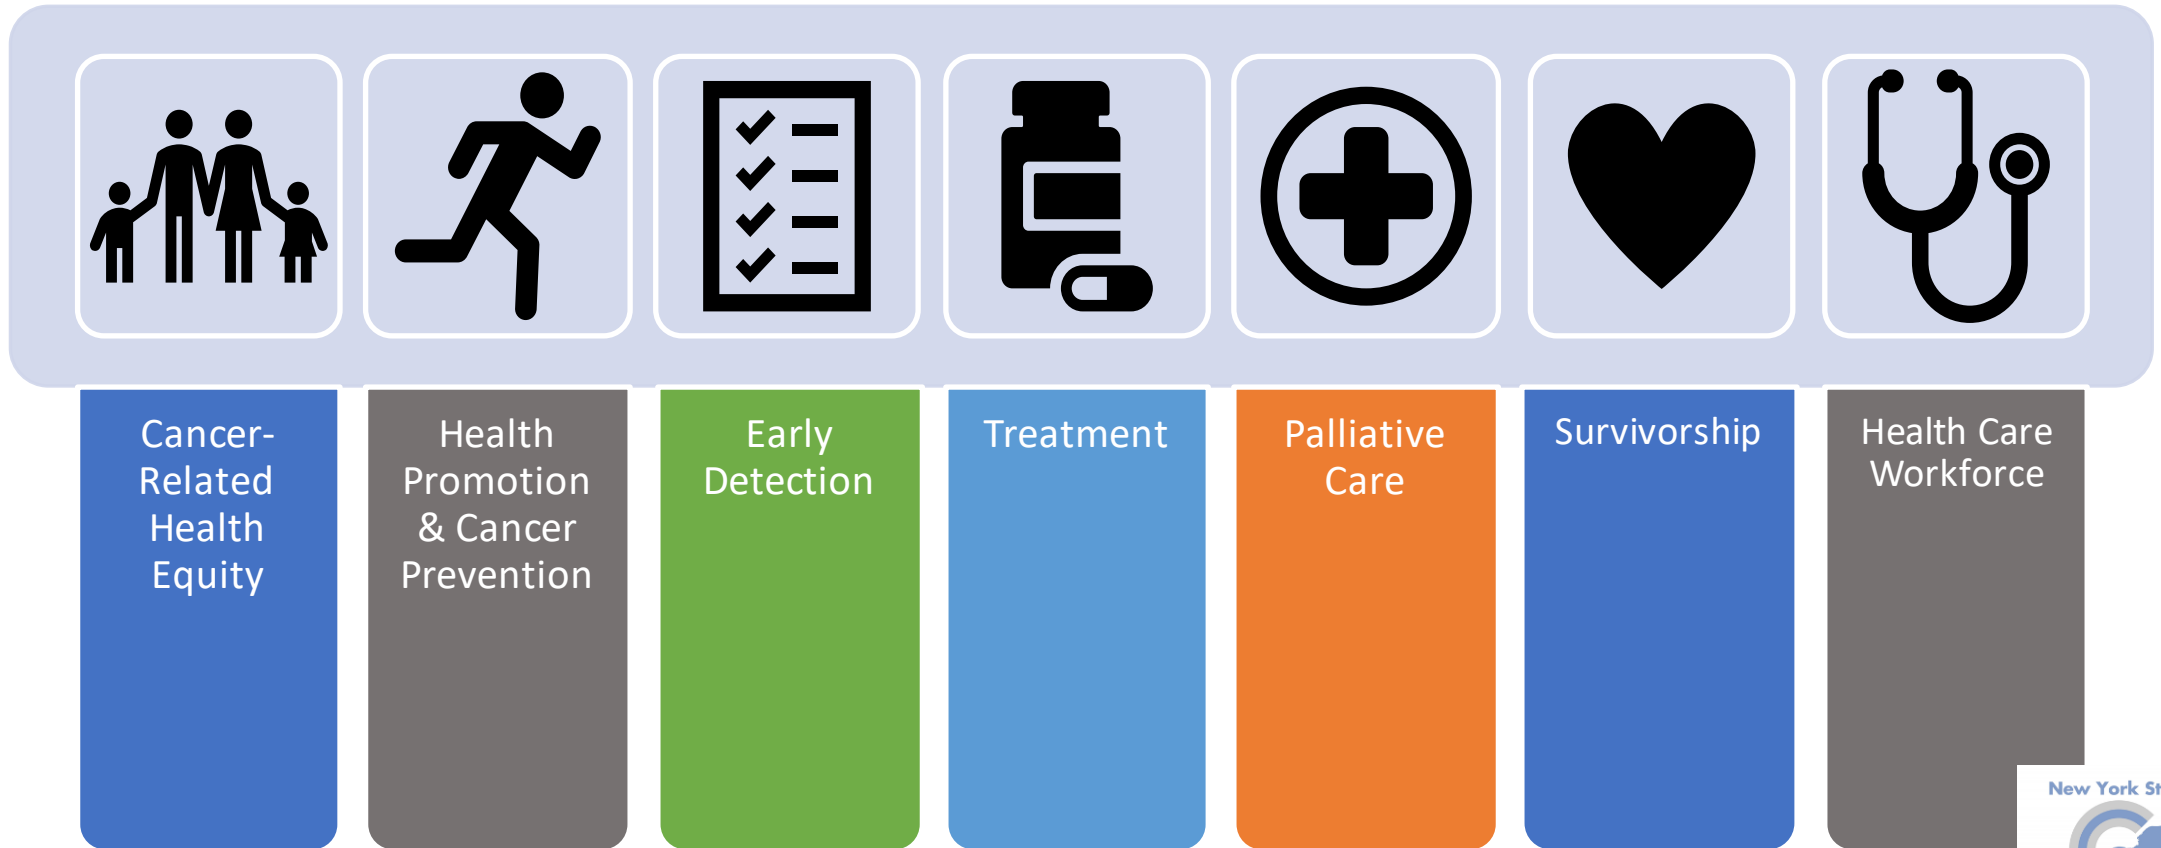 Cancer-
Related
Health
Equity
Health
Promotion
& Cancer
Prevention
Early
Detection
Treatment
Palliative
Care
Survivorship
Health Care
Workforce
New York St